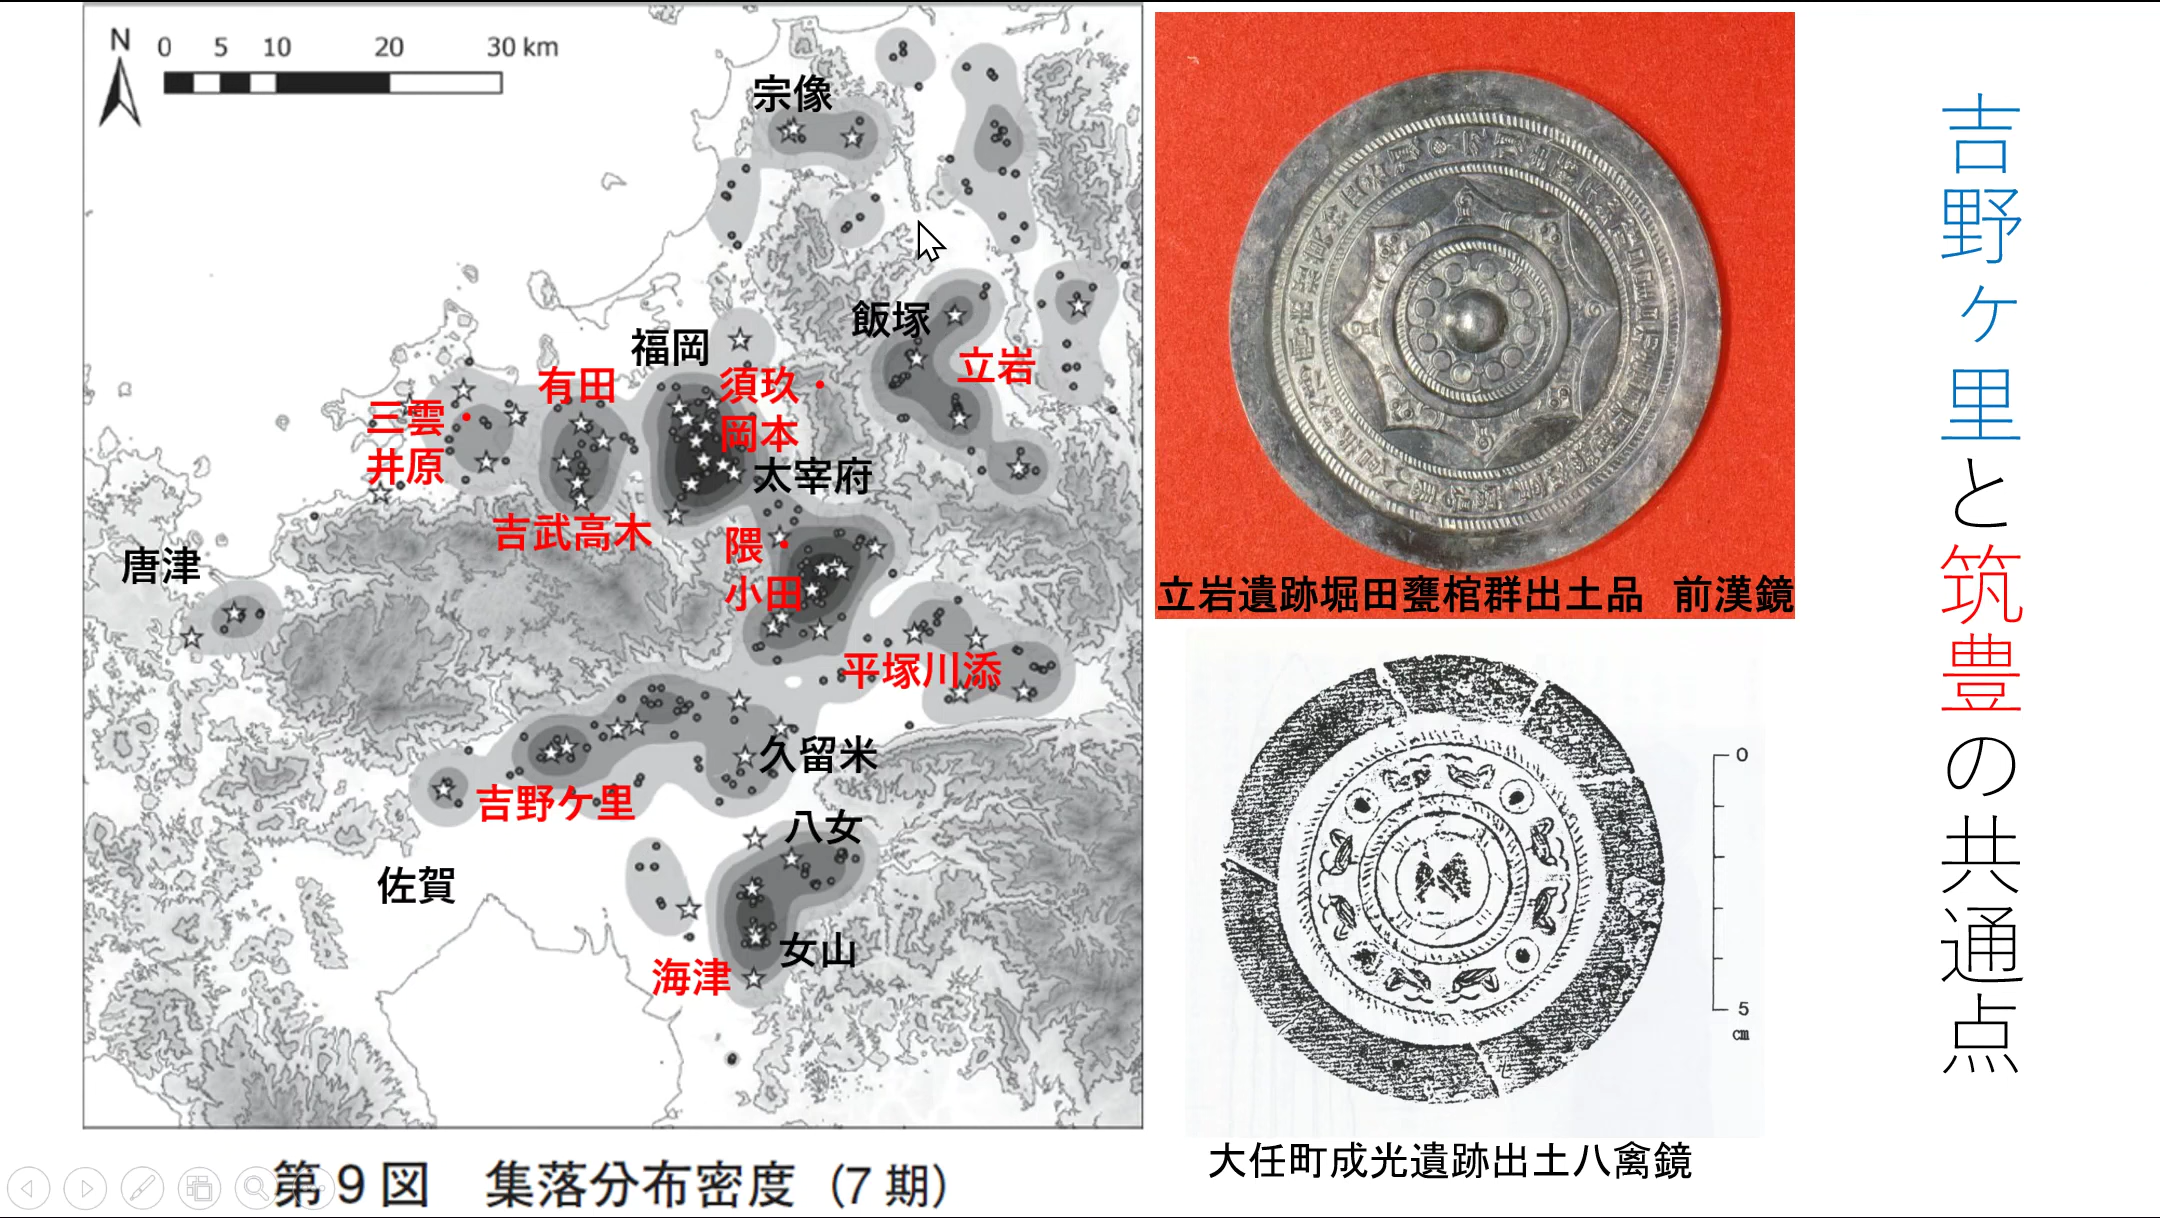 N
0 5 10 20 30 km
宗像
飯塚
立岩
福岡
須玖・
岡本
有田
三雲・
井原
太宰府
吉武高木
隈・
小田
唐津
平塚川添
久留米
吉野ケ里
八女
佐賀
女山
海津
第9図 集落分布密度（7期）
立岩遺跡堀田甕棺群出土品 前漢鏡
0
5
cm
大任町成光遺跡出土八禽鏡
吉野ヶ里と筑豊の共通点